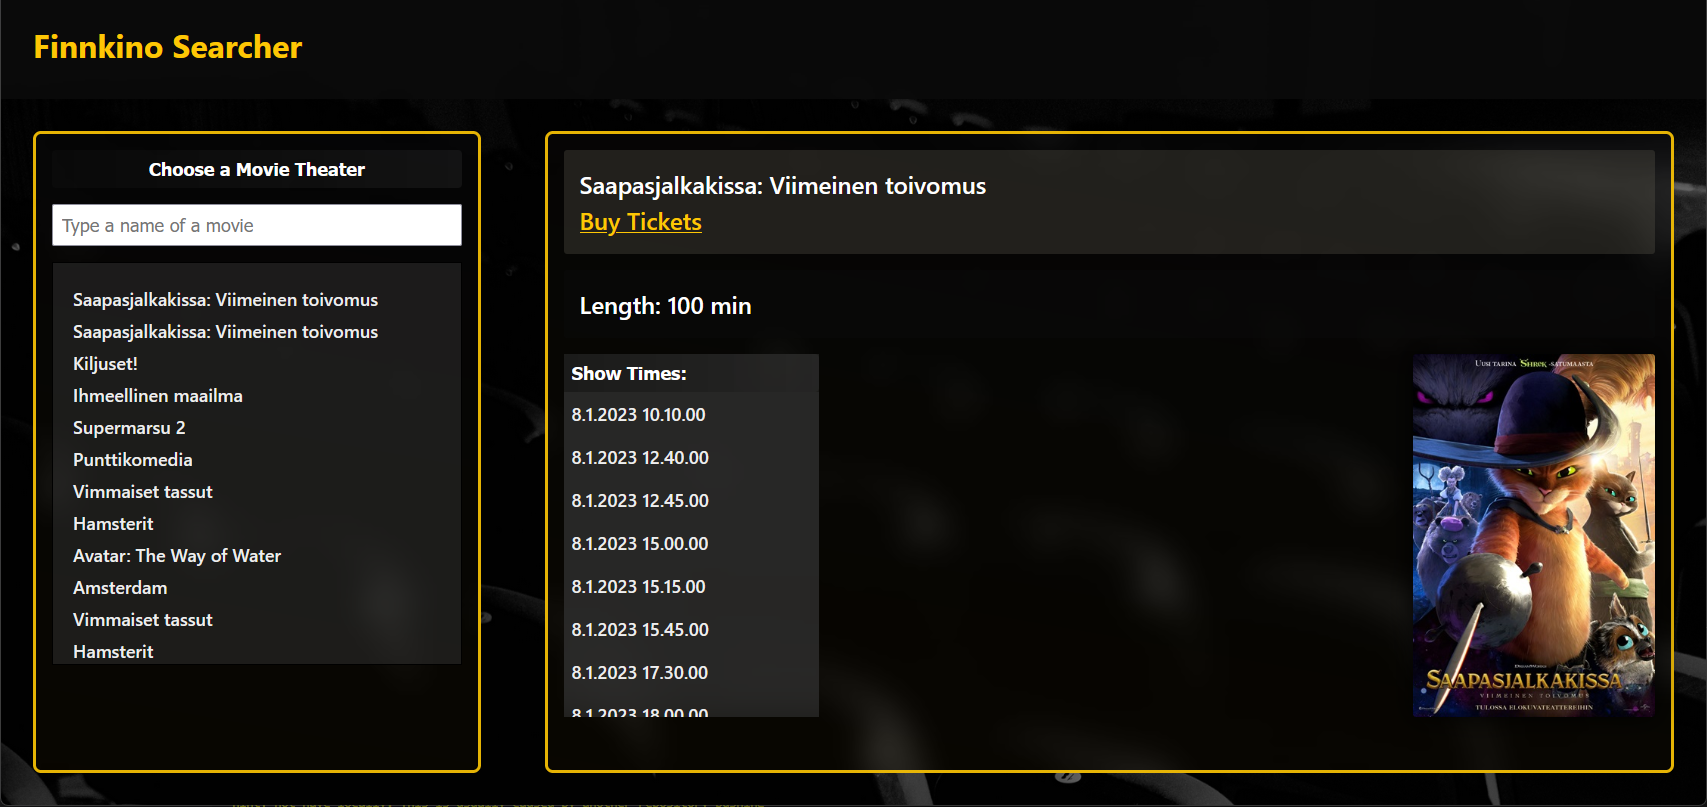 Finnkino Searcher
Choose a Movie Theater
Type a name of a movie
Saapasjalkakissa: Viimeinen toivomus
Saapasjalkakissa: Viimeinen toivomus
Kiljuset!
Ihmeellinen maailma
Supermarsu 2
Punttikomedia
Vimmaiset tassut
Hamsterit
Avatar: The Way of Water
Amsterdam
Vimmaiset tassut
Hamsterit
Saapasjalkakissa: Viimeinen toivomus
Buy Tickets
Length: 100 min
Show Times:
8.1.2023 10.10.00
8.1.2023 12.40.00
8.1.2023 12.45.00
8.1.2023 15.00.00
8.1.2023 15.15.00
8.1.2023 15.45.00
8.1.2023 17.30.00
8.1.2023 18.00.00
UUSI TARINA SHREK -SATUMAASTA
SAAPASJALKAKISSA
VIIMEINEN TOIVOMUS
TULOSSA ELOKUVATEATTEREIHIN